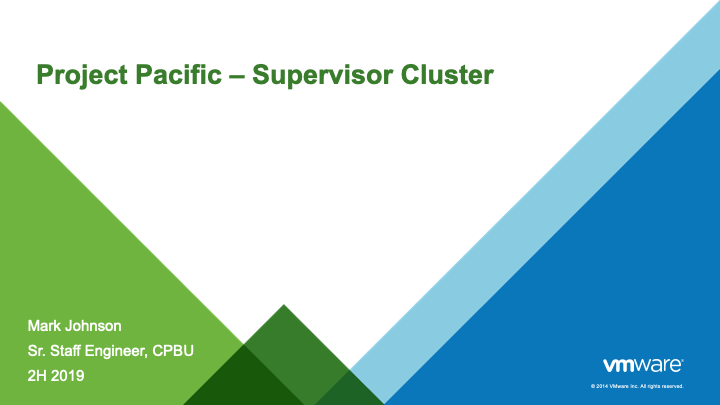 Project Pacific – Supervisor Cluster
Mark Johnson
Sr. Staff Engineer, CPBU
2H 2019
vmware®
© 2014 VMware Inc. All rights reserved.